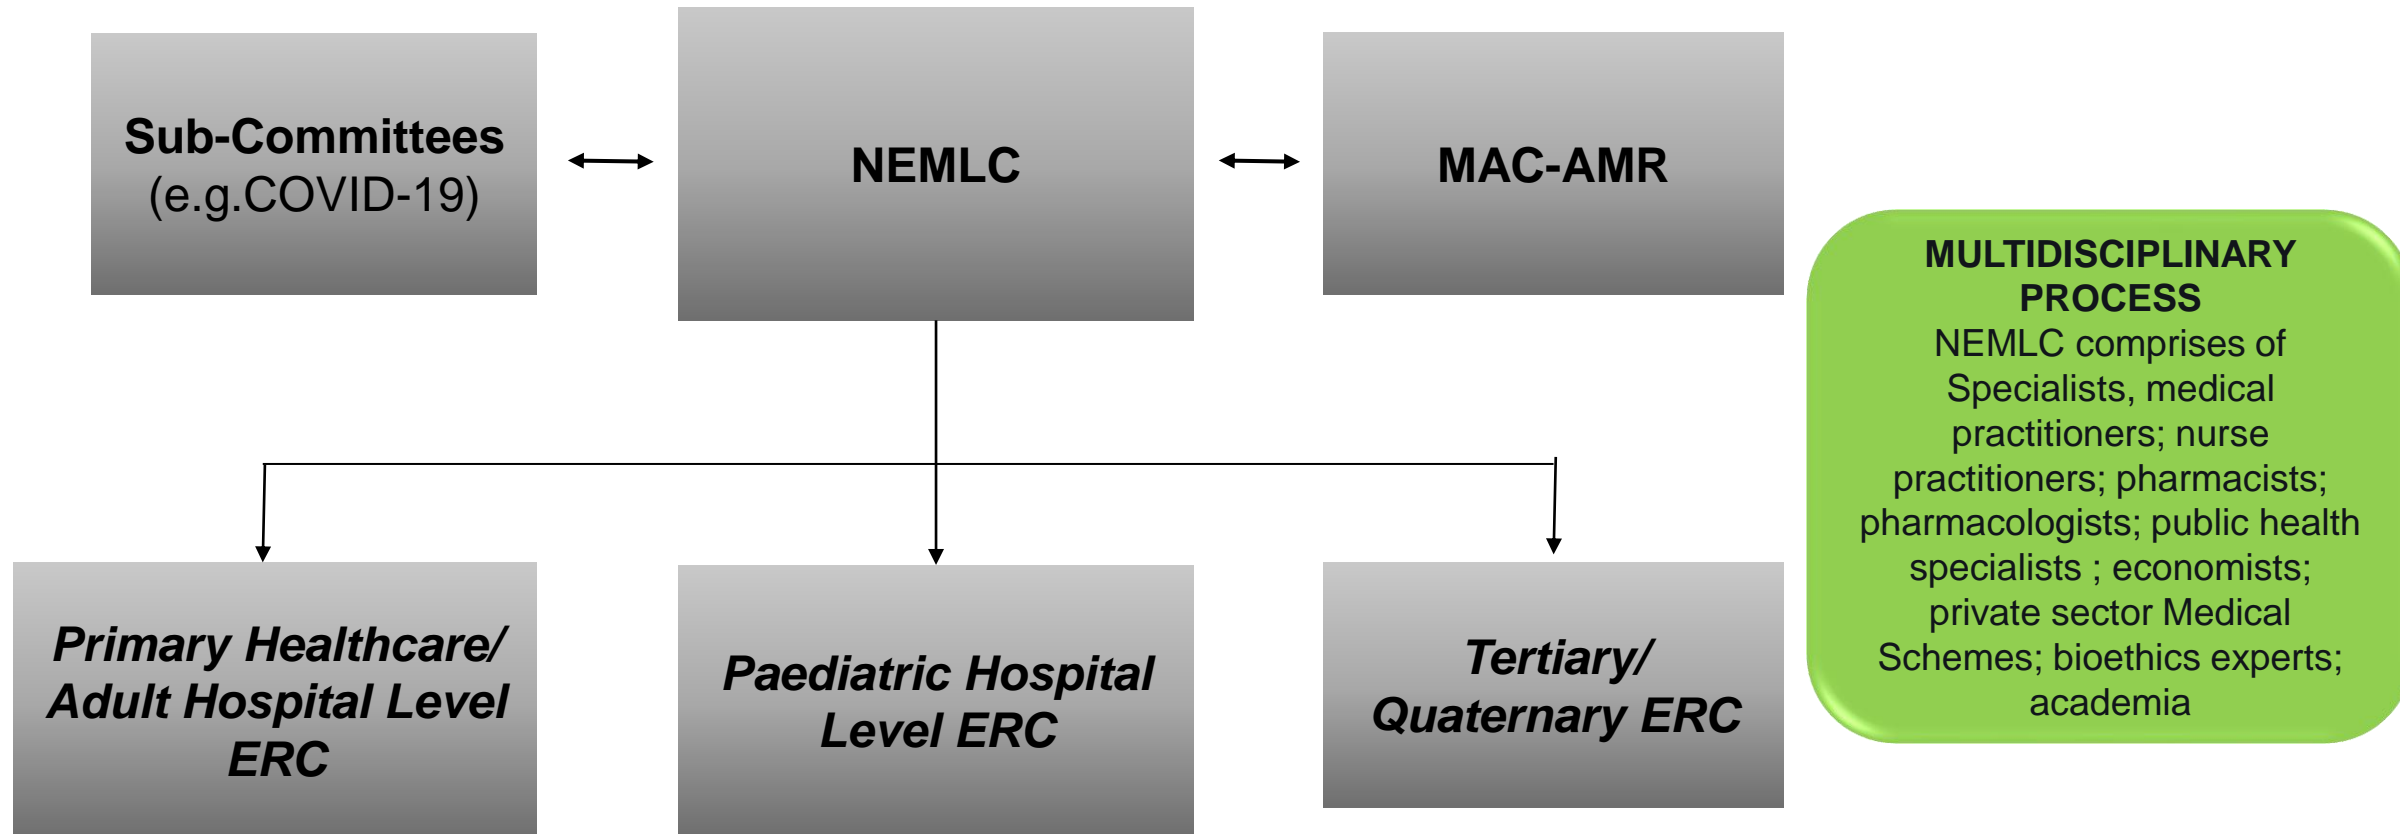 Sub-Committees
(e.g.COVID-19)
NEMLC
MAC-AMR
MULTIDISCIPLINARY
PROCESS
NEMLC comprises of
Specialists, medical
practitioners; nurse
practitioners; pharmacists;
pharmacologists; public health
specialists ; economists;
private sector Medical
Schemes; bioethics experts;
academia
Primary Healthcare/
Adult Hospital Level
ERC
Paediatric Hospital
Level ERC
Tertiary/
Quaternary ERC